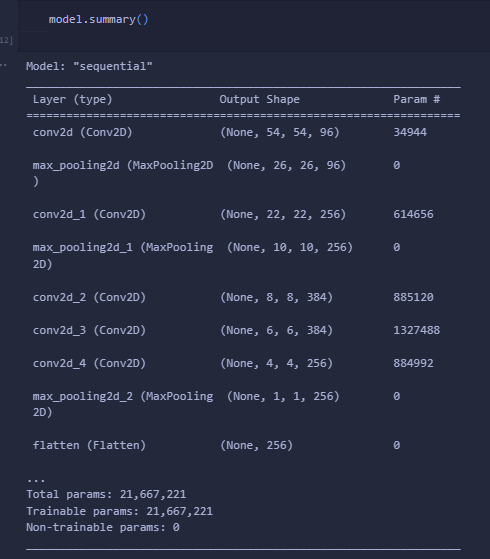 model.summary()
12]
..
Model: "sequential"
_________________________________________________________________
Layer (type) Output Shape Param #
=================================================================
conv2d (Conv2D) (None, 54, 54, 96) 34944
max_pooling2d (MaxPooling2D (None, 26, 26, 96) 0
)
conv2d_1 (Conv2D) (None, 22, 22, 256) 614656
max_pooling2d_1 (MaxPooling (None, 10, 10, 256) 0
2D)
conv2d_2 (Conv2D) (None, 8, 8, 384) 885120
conv2d_3 (Conv2D) (None, 6, 6, 384) 1327488
conv2d_4 (Conv2D) (None, 4, 4, 256) 884992
max_pooling2d_2 (MaxPooling (None, 1, 1, 256) 0
2D)
flatten (Flatten) (None, 256) 0
...
Total params: 21,667,221
Trainable params: 21,667,221
Non-trainable params: 0
_________________________________________________________________